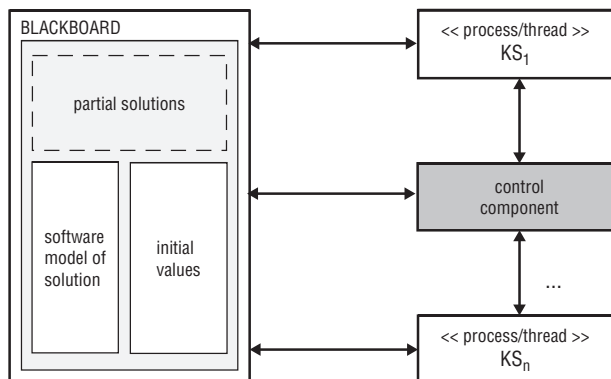 BLACKBOARD
partial solutions
software
model of
solution
initial
values
<< process/thread >>
KS₁
control
component
...
<< process/thread >>
KSₙ